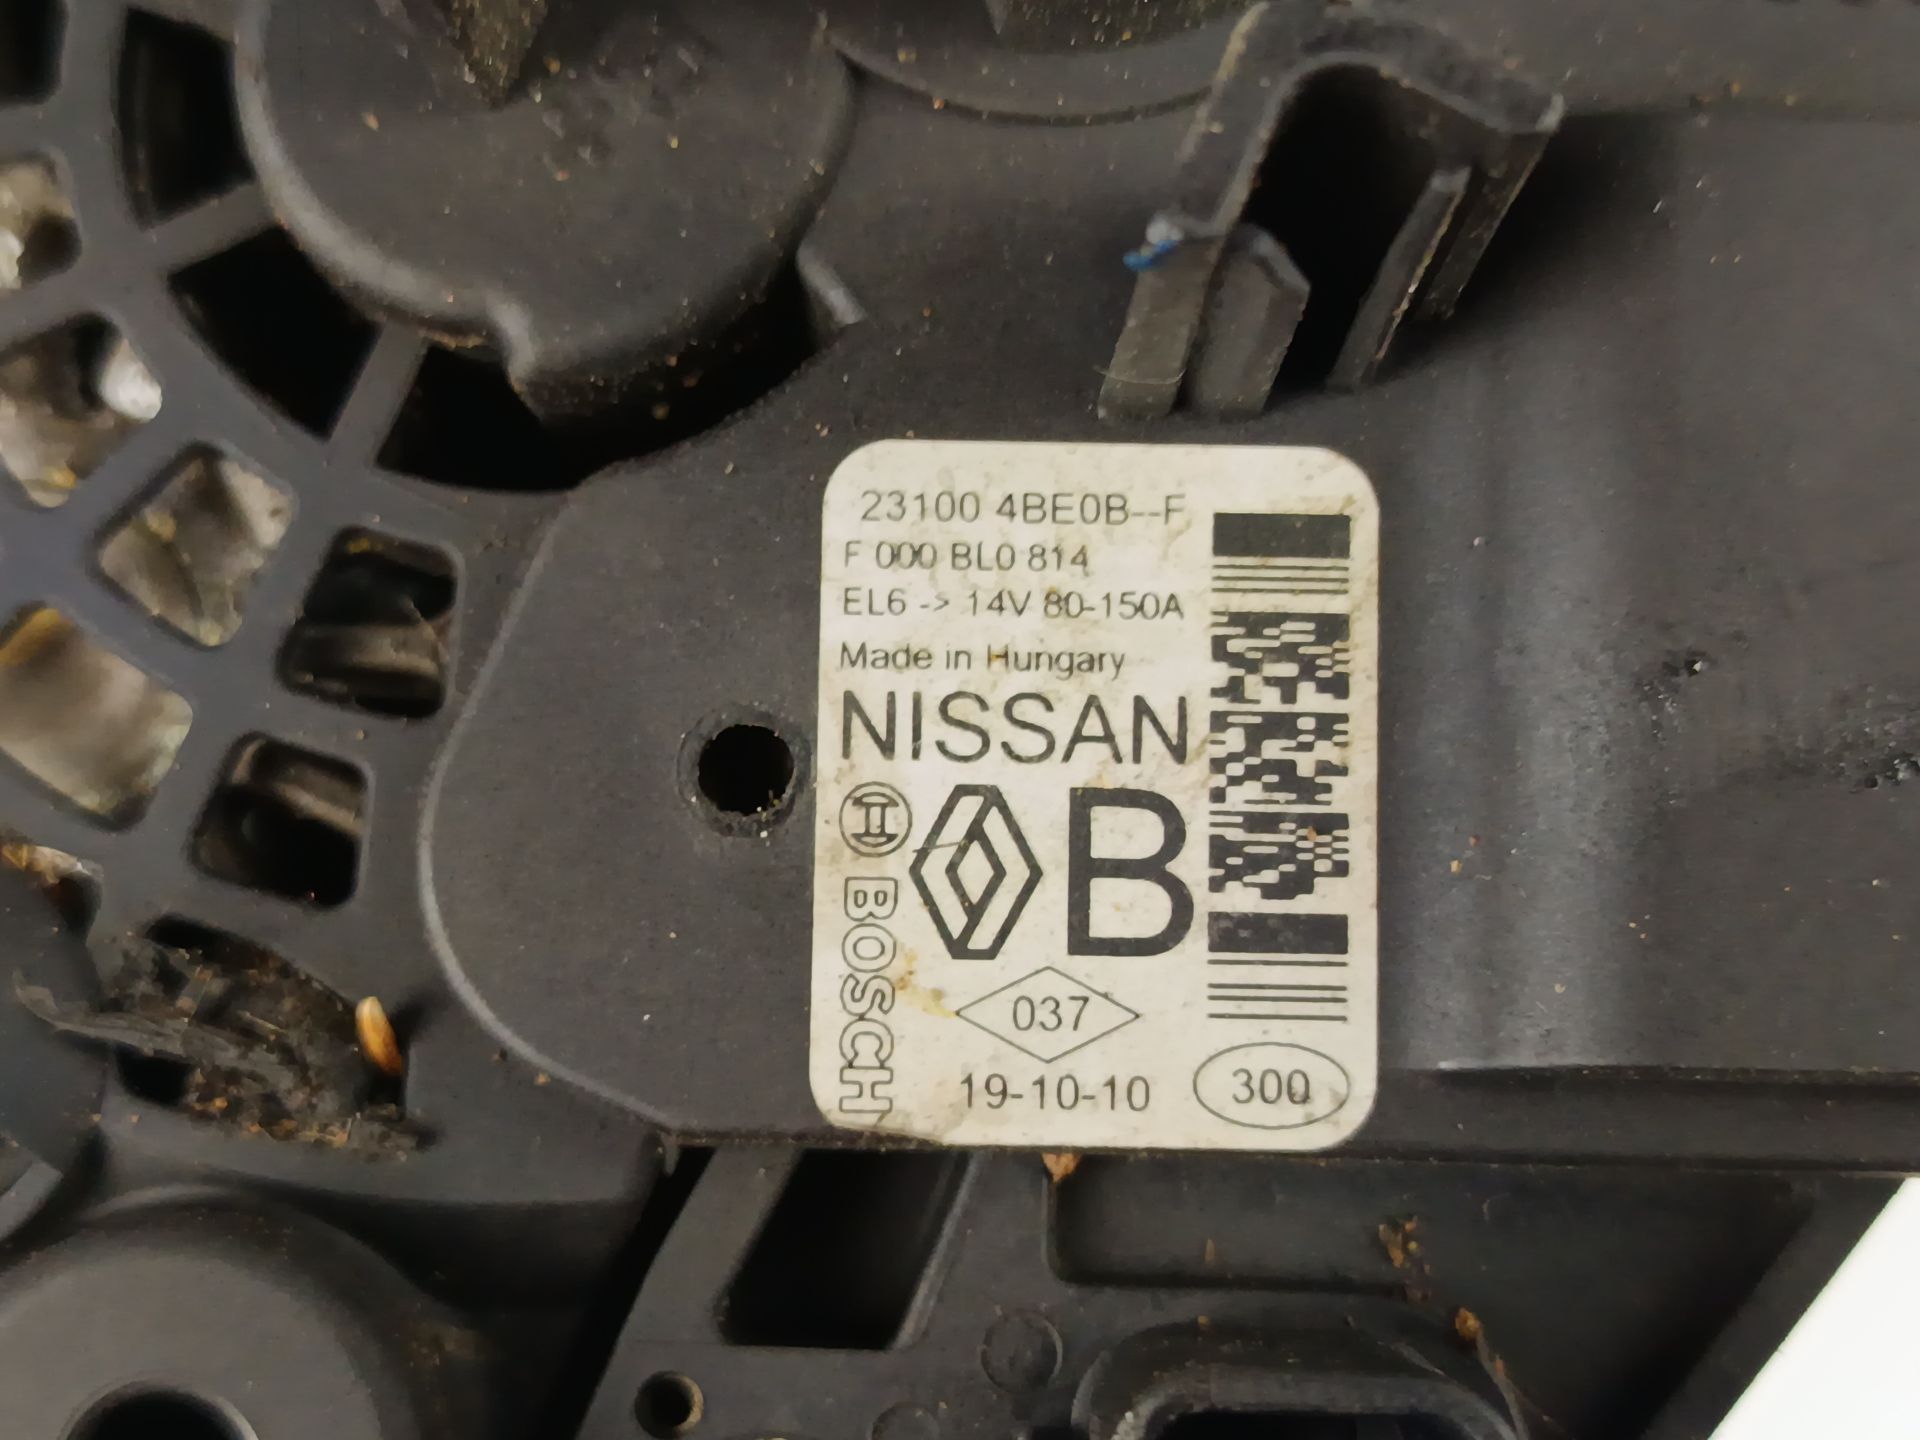 23100 4BE0B--F
F 000 BL0 814
EL6 -> 14V 80-150A
Made in Hungary
NISSAN
B
BOSCH
037
19-10-10
300